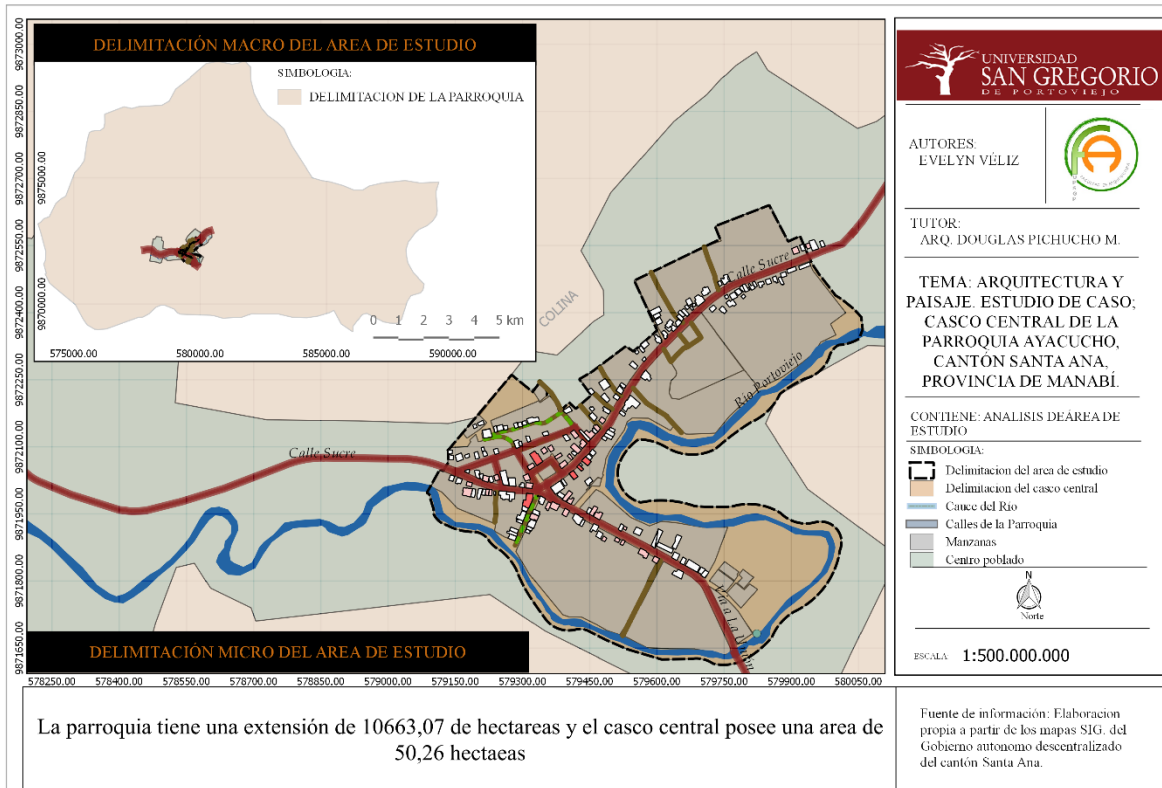 DELIMITACIÓN MACRO DEL AREA DE ESTUDIO
SIMBOLOGIA:
DELIMITACION DE LA PARROQUIA
9875000.00
9870000.00
0 1 2 3 4 5 km
575000.00 580000.00 585000.00 590000.00
9873000.00
9872850.00
9872700.00
9872550.00
9872400.00
9872250.00
9872100.00
9871950.00
9871800.00
9871650.00
COLINA
Calle Sucre
Río Portoviejo
Calle Sucre
DELIMITACIÓN MICRO DEL AREA DE ESTUDIO
578250.00 578400.00 578550.00 578700.00 578850.00 579000.00 579150.00 579300.00 579450.00 579600.00 579750.00 579900.00 580050.00
La parroquia tiene una extensión de 10663,07 de hectareas y el casco central posee una area de
50,26 hectaeas
UNIVERSIDAD
SAN GREGORIO
DE PORTOVIEJO
AUTORES:
EVELYN VÉLIZ
TUTOR:
ARQ. DOUGLAS PICHUCHO M.
TEMA: ARQUITECTURA Y
PAISAJE. ESTUDIO DE CASO;
CASCO CENTRAL DE LA
PARROQUIA AYACUCHO,
CANTÓN SANTA ANA,
PROVINCIA DE MANABÍ.
CONTIENE: ANALISIS DE ÁREA DE
ESTUDIO
SIMBOLOGIA:
Delimitacion del area de estudio
Delimitacion del casco central
Cauce del Río
Calles de la Parroquia
Manzanas
Centro poblado
N
Norte
ESCALA: 1:500.000.000
Fuente de información: Elaboracion
propia a partir de los mapas SIG. del
Gobierno autonomo descentralizado
del cantón Santa Ana.